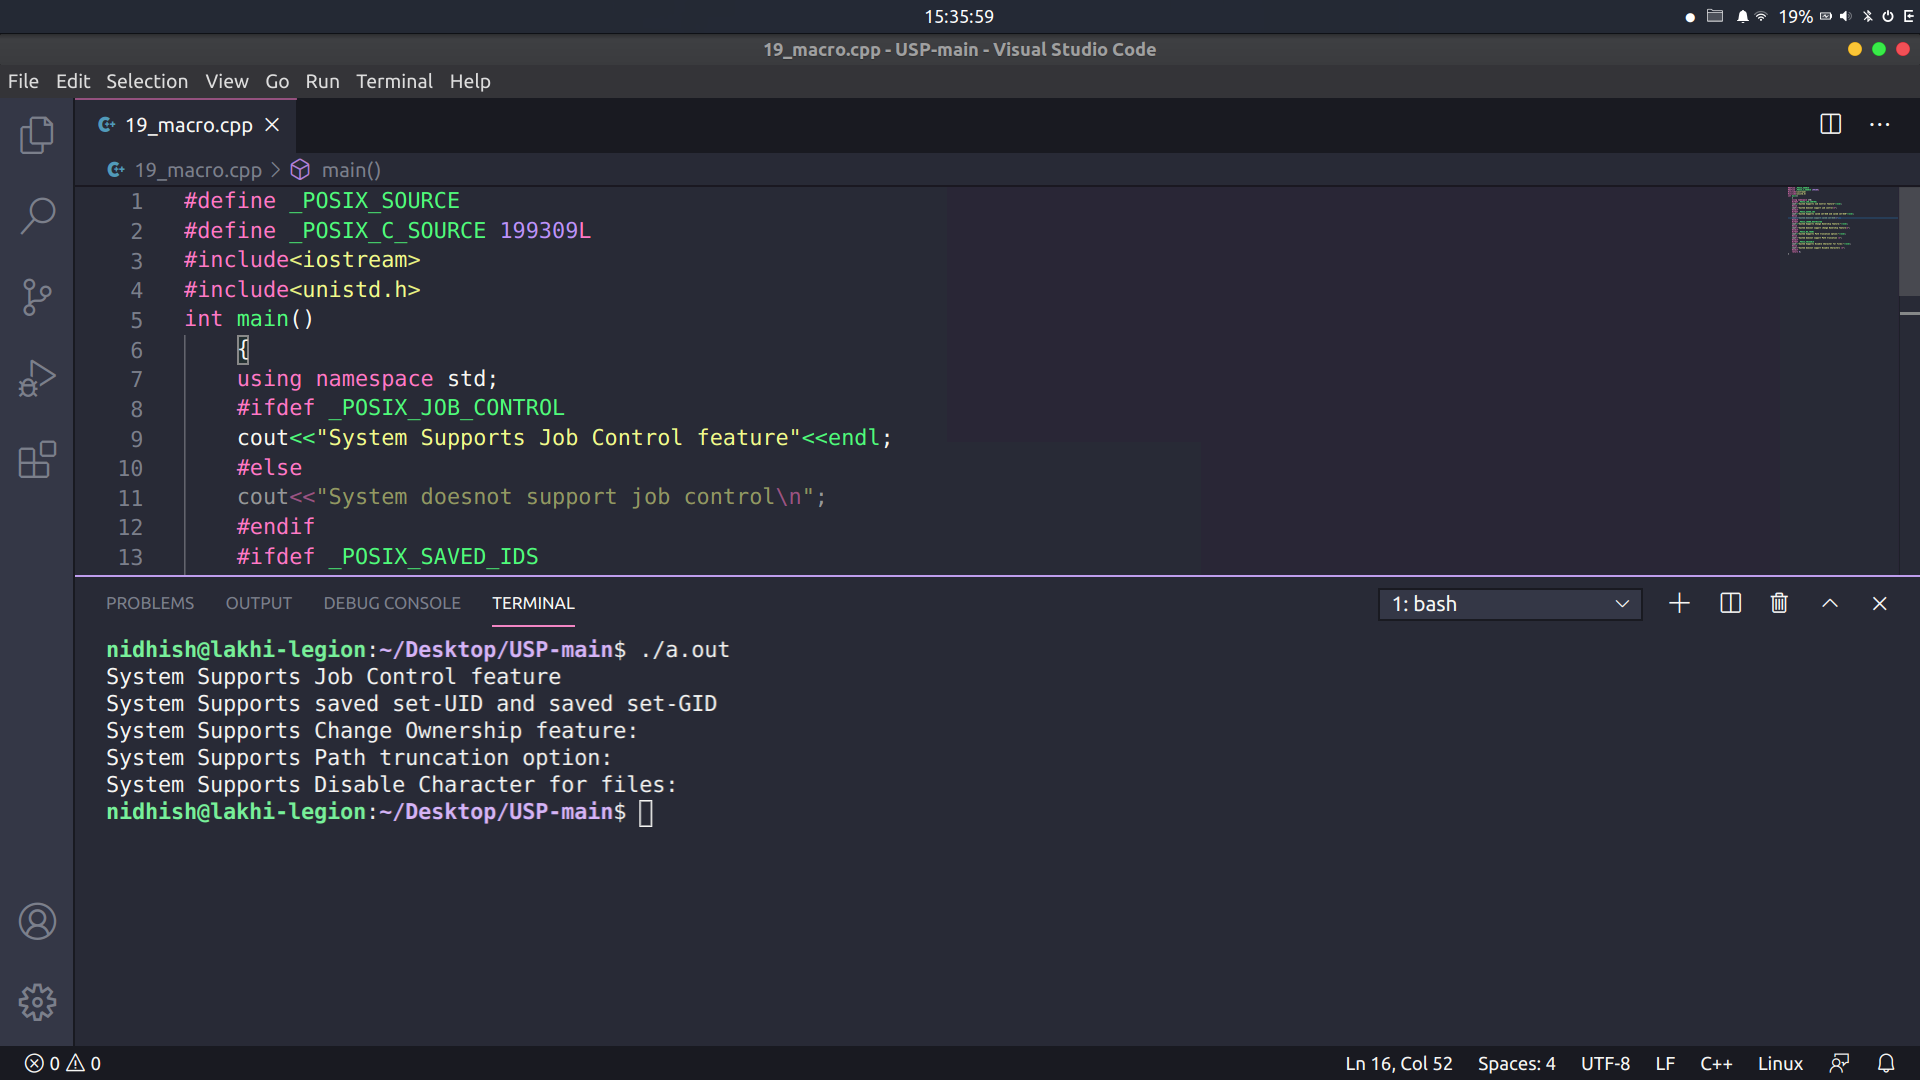 15:35:59
19%
19_macro.cpp - USP-main - Visual Studio Code
File Edit Selection View Go Run Terminal Help
19_macro.cpp
19_macro.cpp > main()
1 #define _POSIX_SOURCE
2 #define _POSIX_C_SOURCE 199309L
3 #include<iostream>
4 #include<unistd.h>
5 int main()
6 {
7 using namespace std;
8 #ifdef _POSIX_JOB_CONTROL
9 cout<<"System Supports Job Control feature"<<endl;
10 #else
11 cout<<"System doesnot support job control\n";
12 #endif
13 #ifdef _POSIX_SAVED_IDS
PROBLEMS OUTPUT DEBUG CONSOLE TERMINAL
1: bash
nidhish@lakhi-legion:~/Desktop/USP-main$ ./a.out
System Supports Job Control feature
System Supports saved set-UID and saved set-GID
System Supports Change Ownership feature:
System Supports Path truncation option:
System Supports Disable Character for files:
nidhish@lakhi-legion:~/Desktop/USP-main$
0 0
Ln 16, Col 52 Spaces: 4 UTF-8 LF C++ Linux